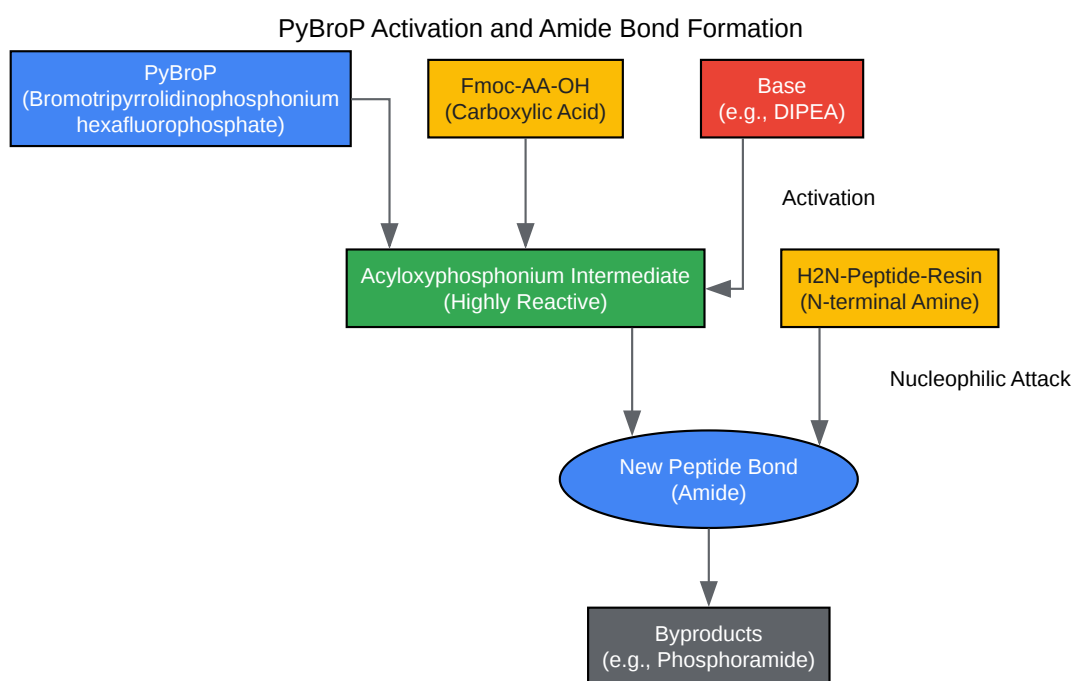 PyBroP Activation and Amide Bond Formation
PyBroP
(Bromotripyrrolidinophosphonium
hexafluorophosphate)
Fmoc-AA-OH
(Carboxylic Acid)
Base
(e.g., DIPEA)
Activation
Acyloxyphosphonium Intermediate
(Highly Reactive)
H2N-Peptide-Resin
(N-terminal Amine)
Nucleophilic Attack
New Peptide Bond
(Amide)
Byproducts
(e.g., Phosphoramide)